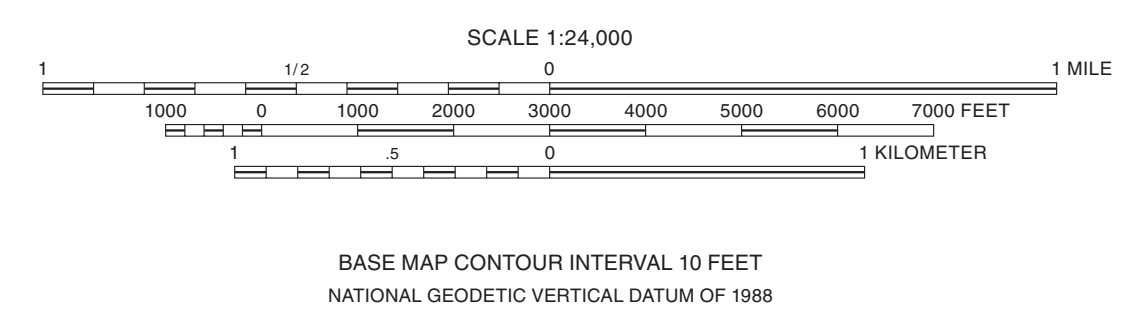 SCALE 1:24,000
1 1/2 0 1 MILE
1000 0 1000 2000 3000 4000 5000 6000 7000 FEET
1 .5 0 1 KILOMETER
BASE MAP CONTOUR INTERVAL 10 FEET
NATIONAL GEODETIC VERTICAL DATUM OF 1988